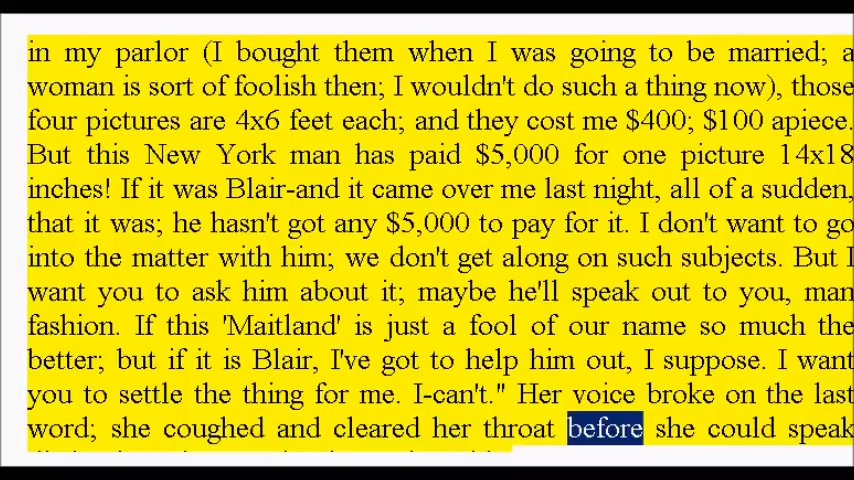 in my parlor (I bought them when I was going to be married; a
woman is sort of foolish then; I wouldn't do such a thing now), those
four pictures are 4x6 feet each; and they cost me $400; $100 apiece.
But this New York man has paid $5,000 for one picture 14x18
inches! If it was Blair-and it came over me last night, all of a sudden,
that it was; he hasn't got any $5,000 to pay for it. I don't want to go
into the matter with him; we don't get along on such subjects. But I
want you to ask him about it; maybe he'll speak out to you, man
fashion. If this 'Maitland' is just a fool of our name so much the
better; but if it is Blair, I've got to help him out, I suppose. I want
you to settle the thing for me. I-can't." Her voice broke on the last
word; she coughed and cleared her throat before she could speak